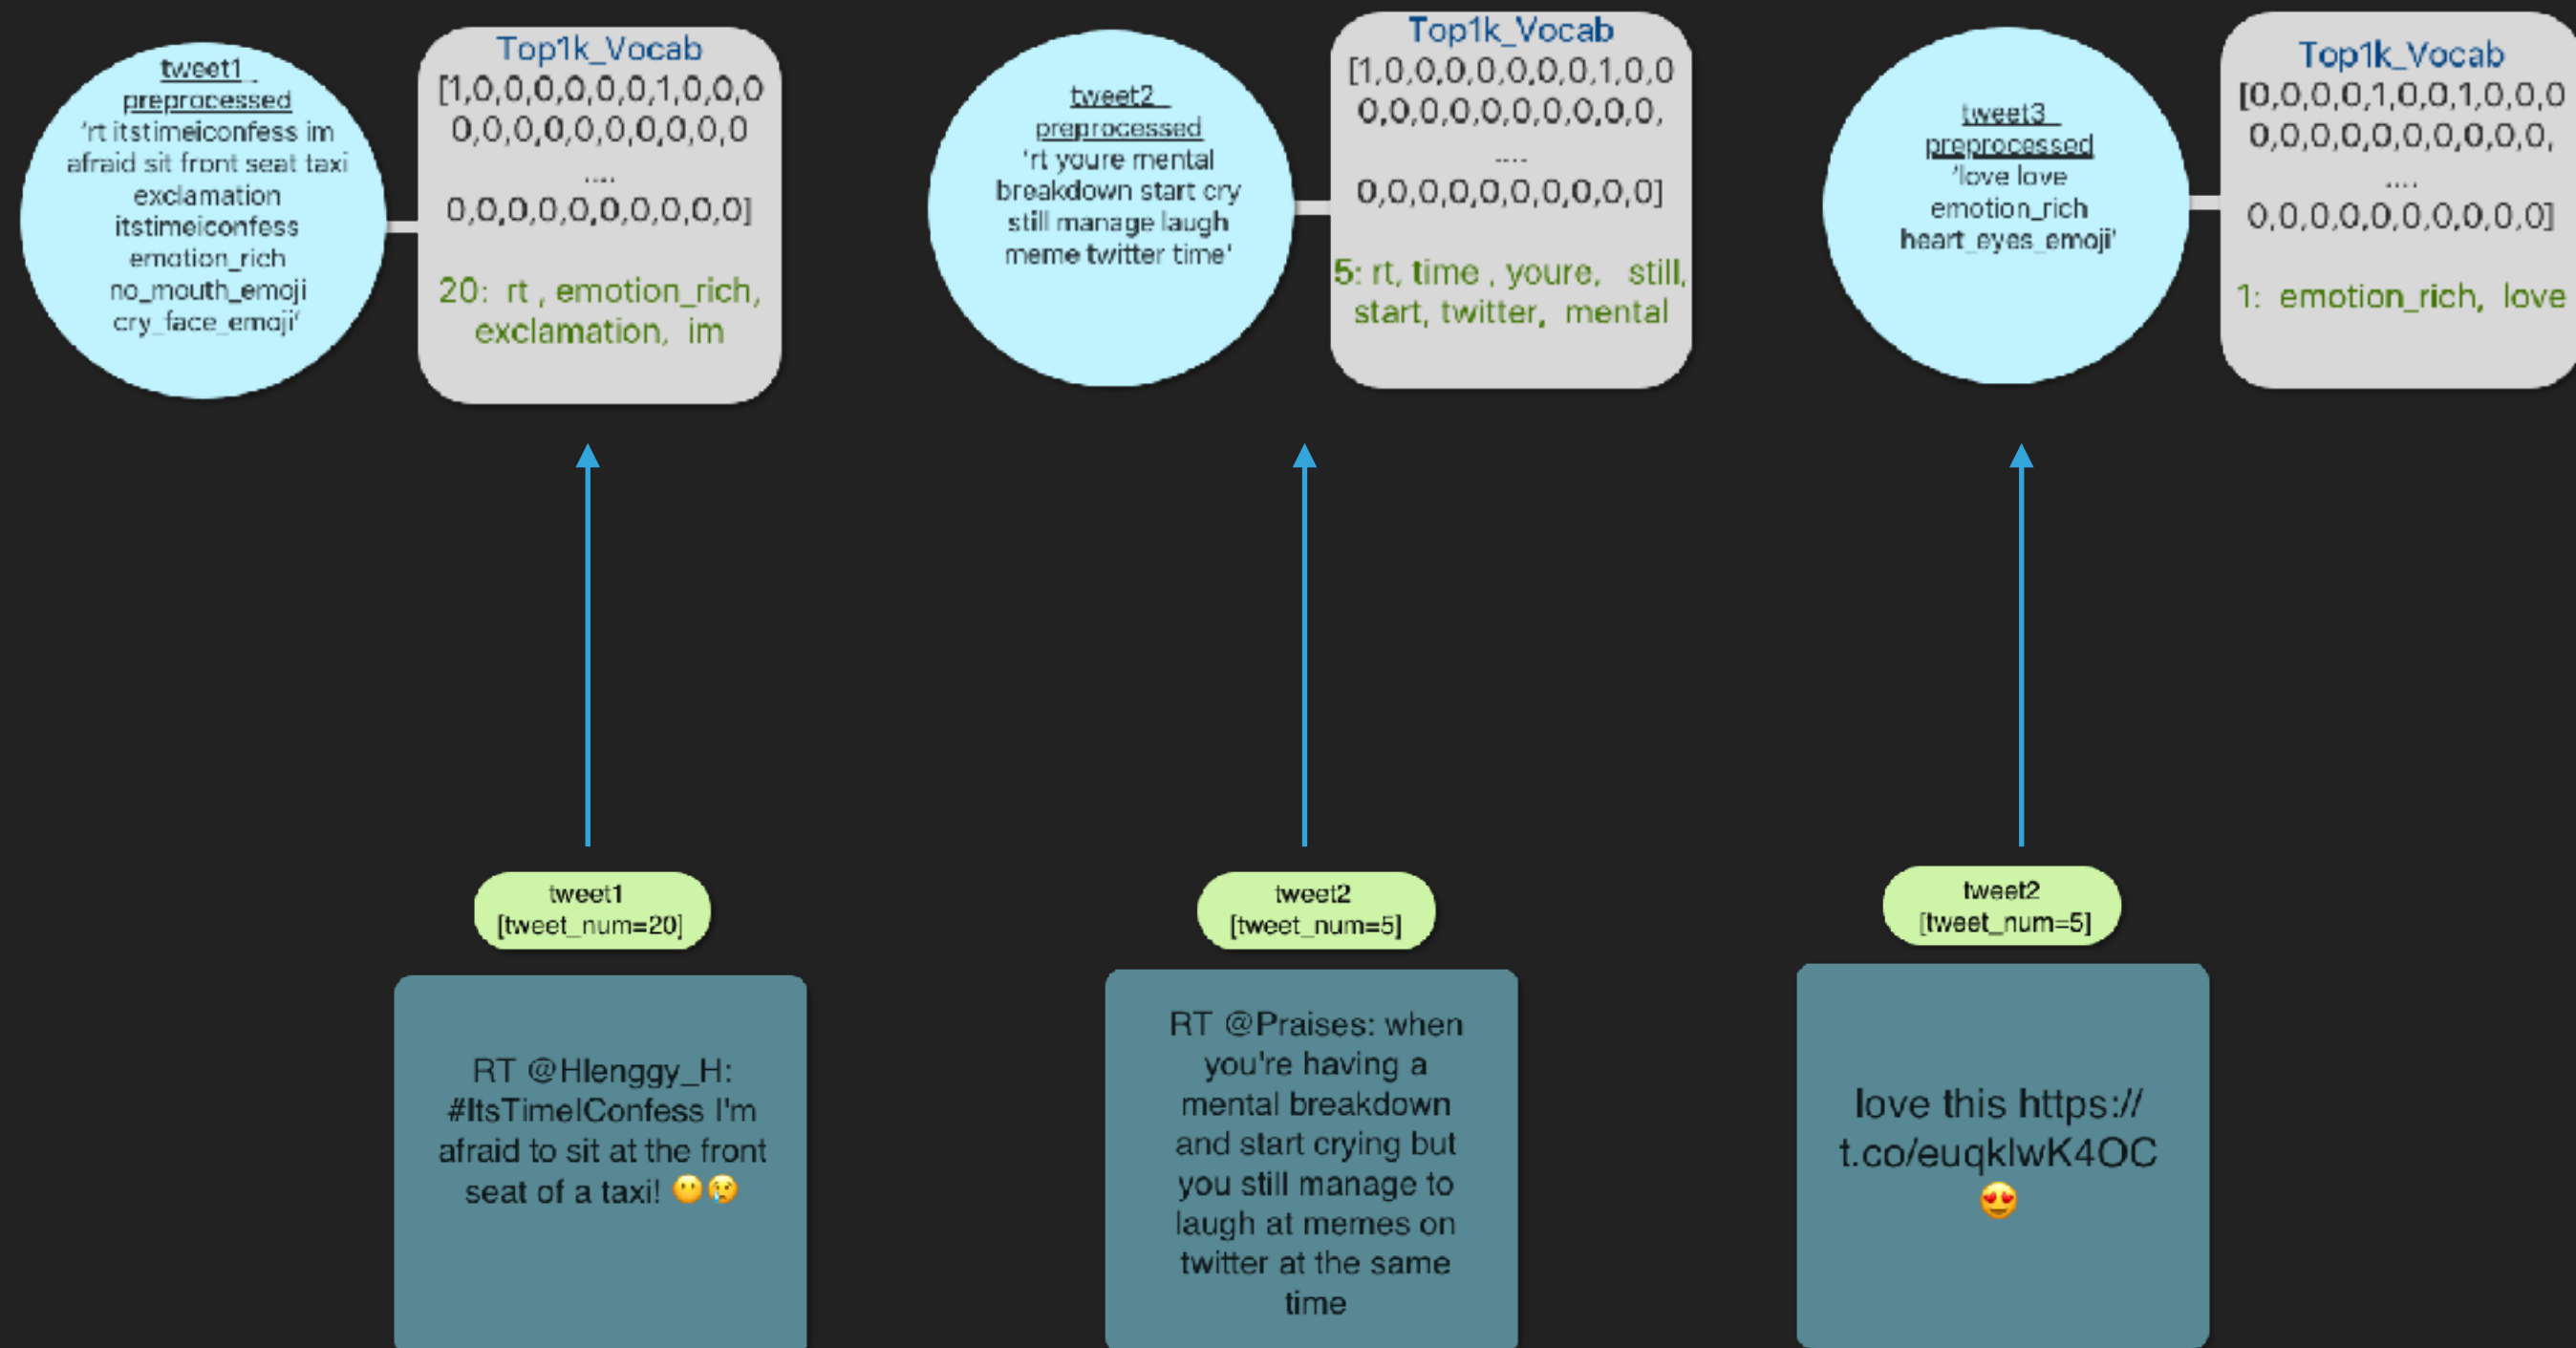 tweet1_
preprocessed
‘rt itstimeiconfess im
afraid sit front seat taxi
exclamation
itstimeiconfess
emotion_rich
no_mouth_emoji
cry_face_emoji’
Top1k_Vocab
[1,0,0,0,0,0,0,1,0,0,0
0,0,0,0,0,0,0,0,0,0
....
0,0,0,0,0,0,0,0,0,0]
20: rt , emotion_rich,
exclamation, im
tweet2_
preprocessed
‘rt youre mental
breakdown start cry
still manage laugh
meme twitter time’
Top1k_Vocab
[1,0,0,0,0,0,0,0,1,0,0
0,0,0,0,0,0,0,0,0,0,
....
0,0,0,0,0,0,0,0,0,0]
5: rt, time , youre, still,
start, twitter, mental
tweet3_
preprocessed
‘love love
emotion_rich
heart_eyes_emoji’
Top1k_Vocab
[0,0,0,0,1,0,0,1,0,0,0
0,0,0,0,0,0,0,0,0,0,
....
0,0,0,0,0,0,0,0,0,0]
1: emotion_rich, love
tweet1
[tweet_num=20]
tweet2
[tweet_num=5]
tweet2
[tweet_num=5]
RT @Hlenggy_H:
#ItsTimeIConfess I'm
afraid to sit at the front
seat of a taxi! 😶😢
RT @Praises: when
you're having a
mental breakdown
and start crying but
you still manage to
laugh at memes on
twitter at the same
time
love this https://
t.co/euqklwK4OC
😍